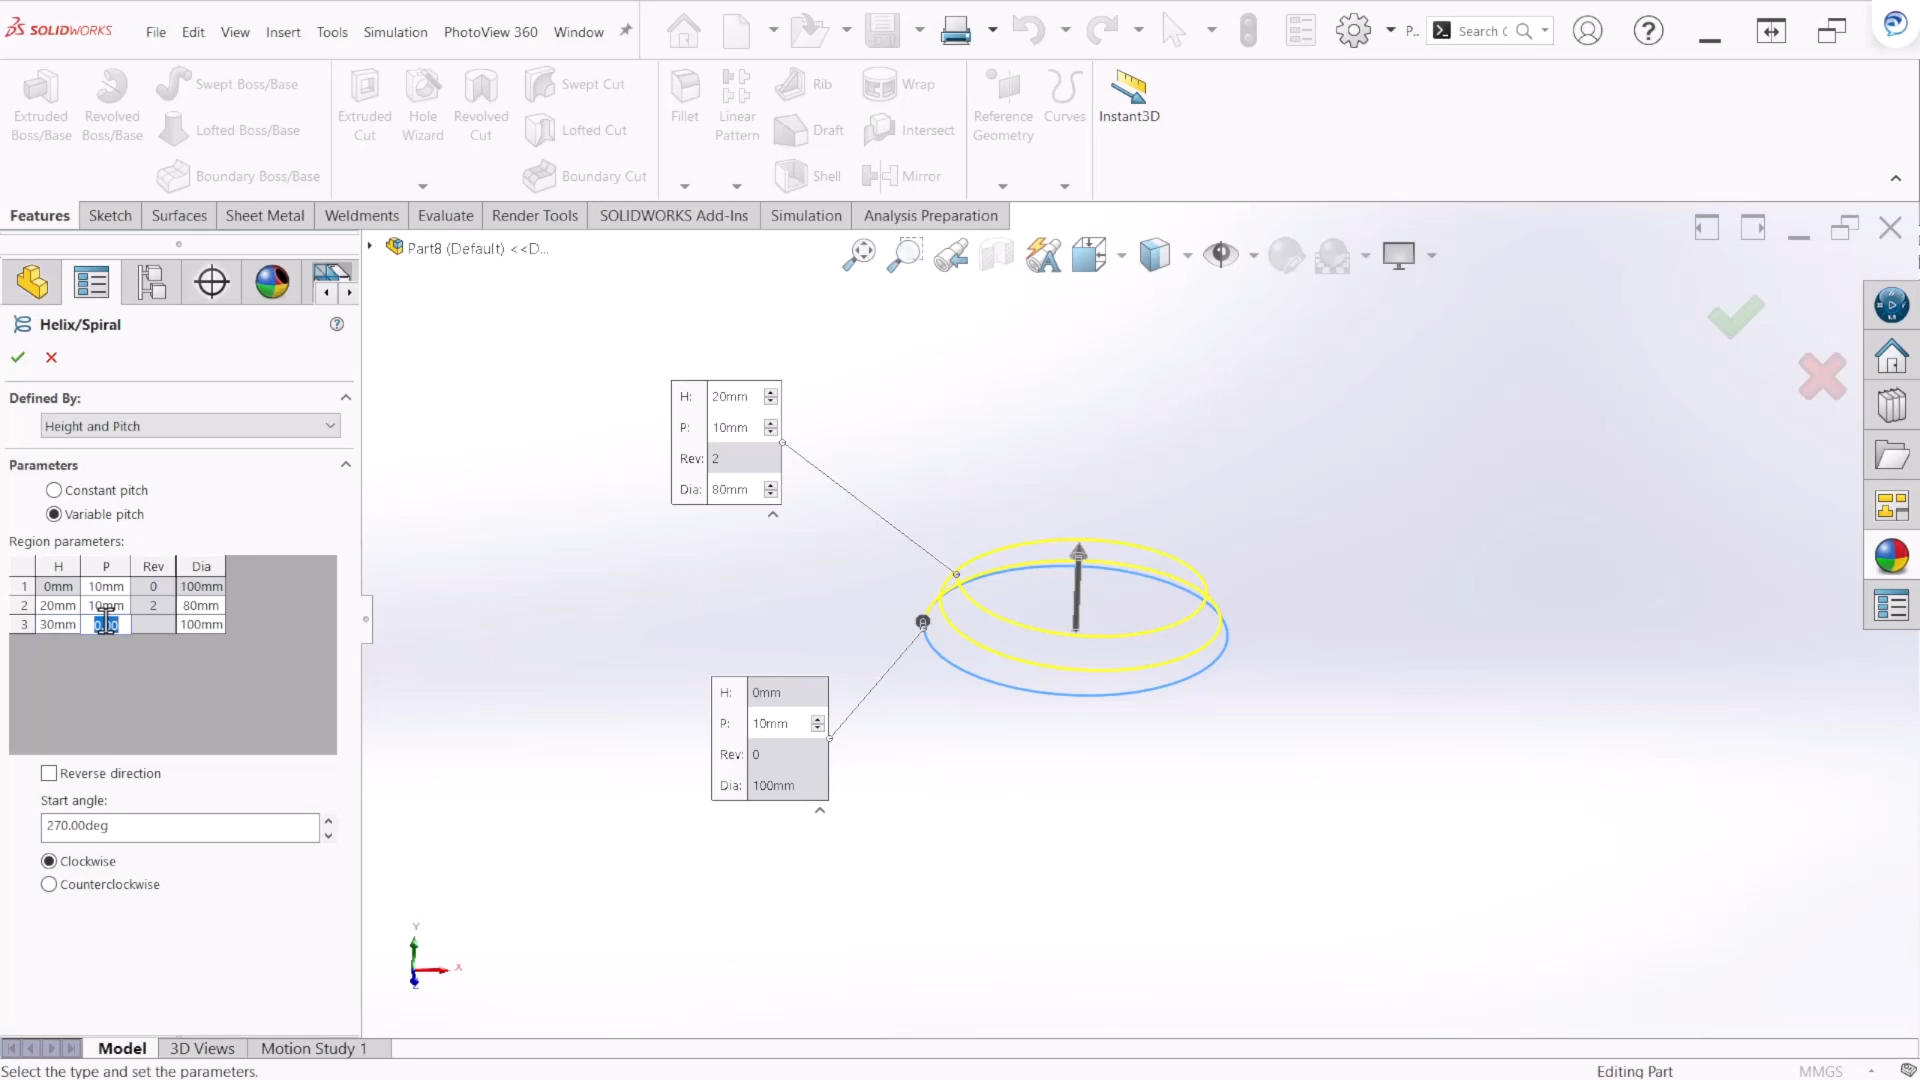 SOLIDWORKS File Edit View Insert Tools Simulation PhotoView 360 Window P.. Search C
Extruded Boss/Base
Revolved Boss/Base
Swept Boss/Base
Lofted Boss/Base
Boundary Boss/Base
Extruded Cut
Hole Wizard
Revolved Cut
Swept Cut
Lofted Cut
Boundary Cut
Fillet
Linear Pattern
Rib
Draft
Shell
Wrap
Intersect
Mirror
Reference Geometry
Curves
Instant3D
Features Sketch Surfaces Sheet Metal Weldments Evaluate Render Tools SOLIDWORKS Add-Ins Simulation Analysis Preparation
Part8 (Default) <<D...
Helix/Spiral
Defined By:
Height and Pitch
Parameters
Constant pitch
Variable pitch
Region parameters:
H P Rev Dia
1 0mm 10mm 0 100mm
2 20mm 10mm 2 80mm
3 30mm 100mm
Reverse direction
Start angle:
270.00deg
Clockwise
Counterclockwise
H: 20mm
P: 10mm
Rev: 2
Dia: 80mm
H: 0mm
P: 10mm
Rev: 0
Dia: 100mm
Y
X
Z
Model 3D Views Motion Study 1
Select the type and set the parameters. Editing Part MMGS